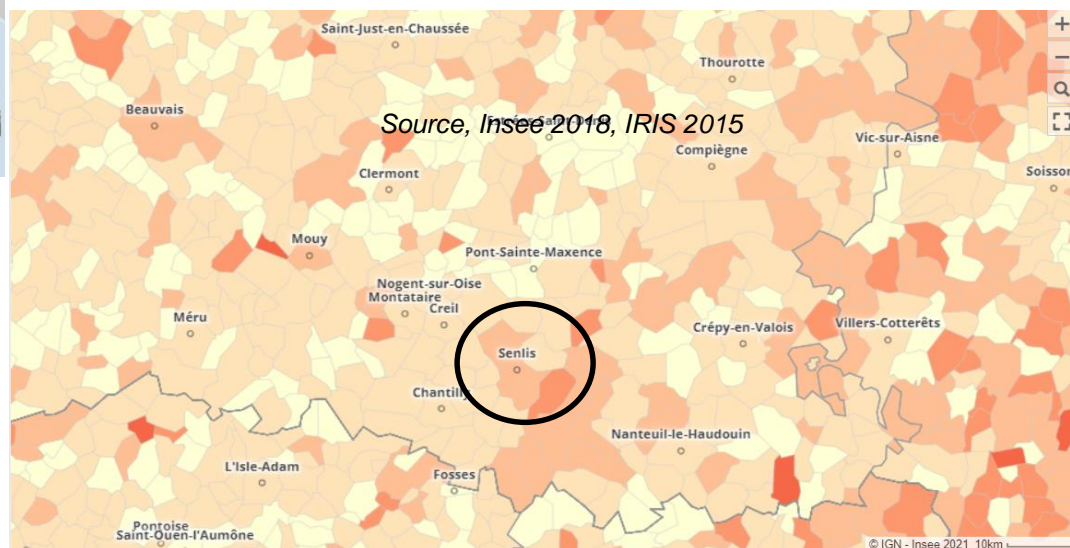 Saint-Just-en-Chaussée
Thourotte
Beauvais
Source, Insee 2018, IRIS 2015
Compiègne
Vic-sur-Aisne
Clermont
Soisson
Mouy
Pont-Sainte-Maxence
Nogent-sur-Oise
Montataire
Creil
Méru
Crépy-en-Valois
Villers-Cotterêts
Senlis
Chantilly
Nanteuil-le-Haudouin
L'Isle-Adam
Fosses
Pontoise
Saint-Ouen-l'Aumône
© IGN - Insee 2021 10km